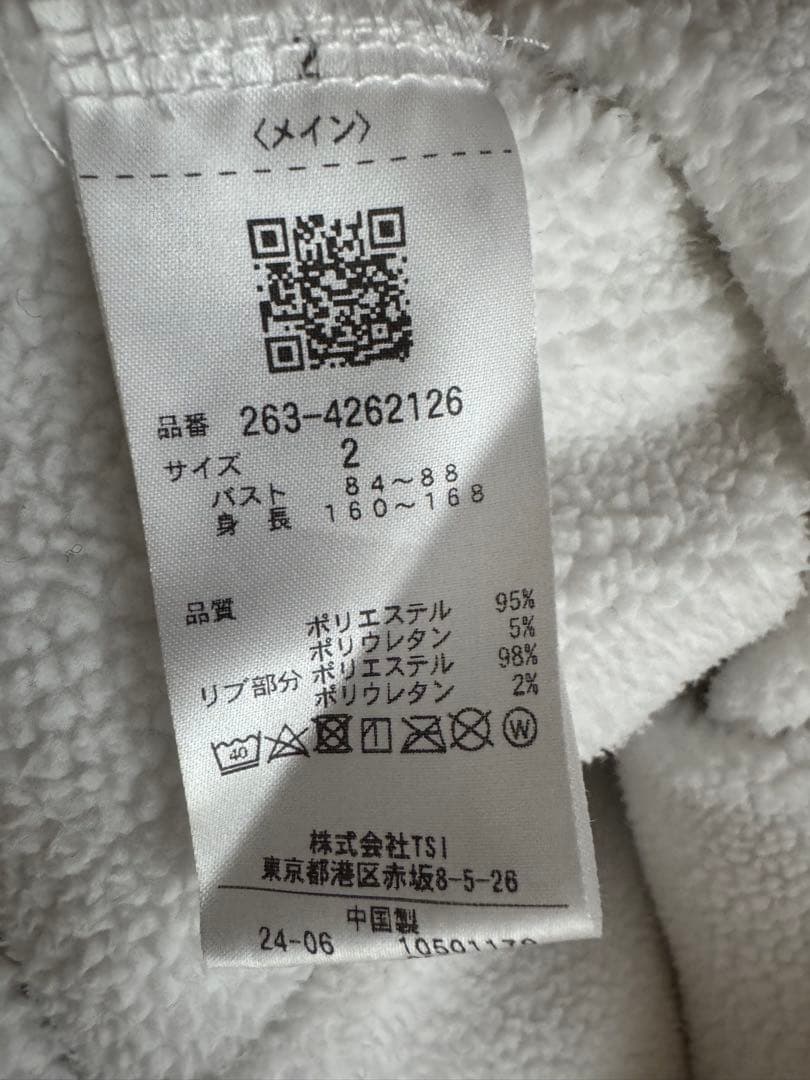 2
〈メイン〉
品番 263-4262126
サイズ 2
バスト 84～88
身長 160～168
品質 ポリエステル 95%
ポリウレタン 5%
リブ部分 ポリエステル 98%
ポリウレタン 2%
40 W
株式会社TSI
東京都港区赤坂8-5-26
中国製
24-06